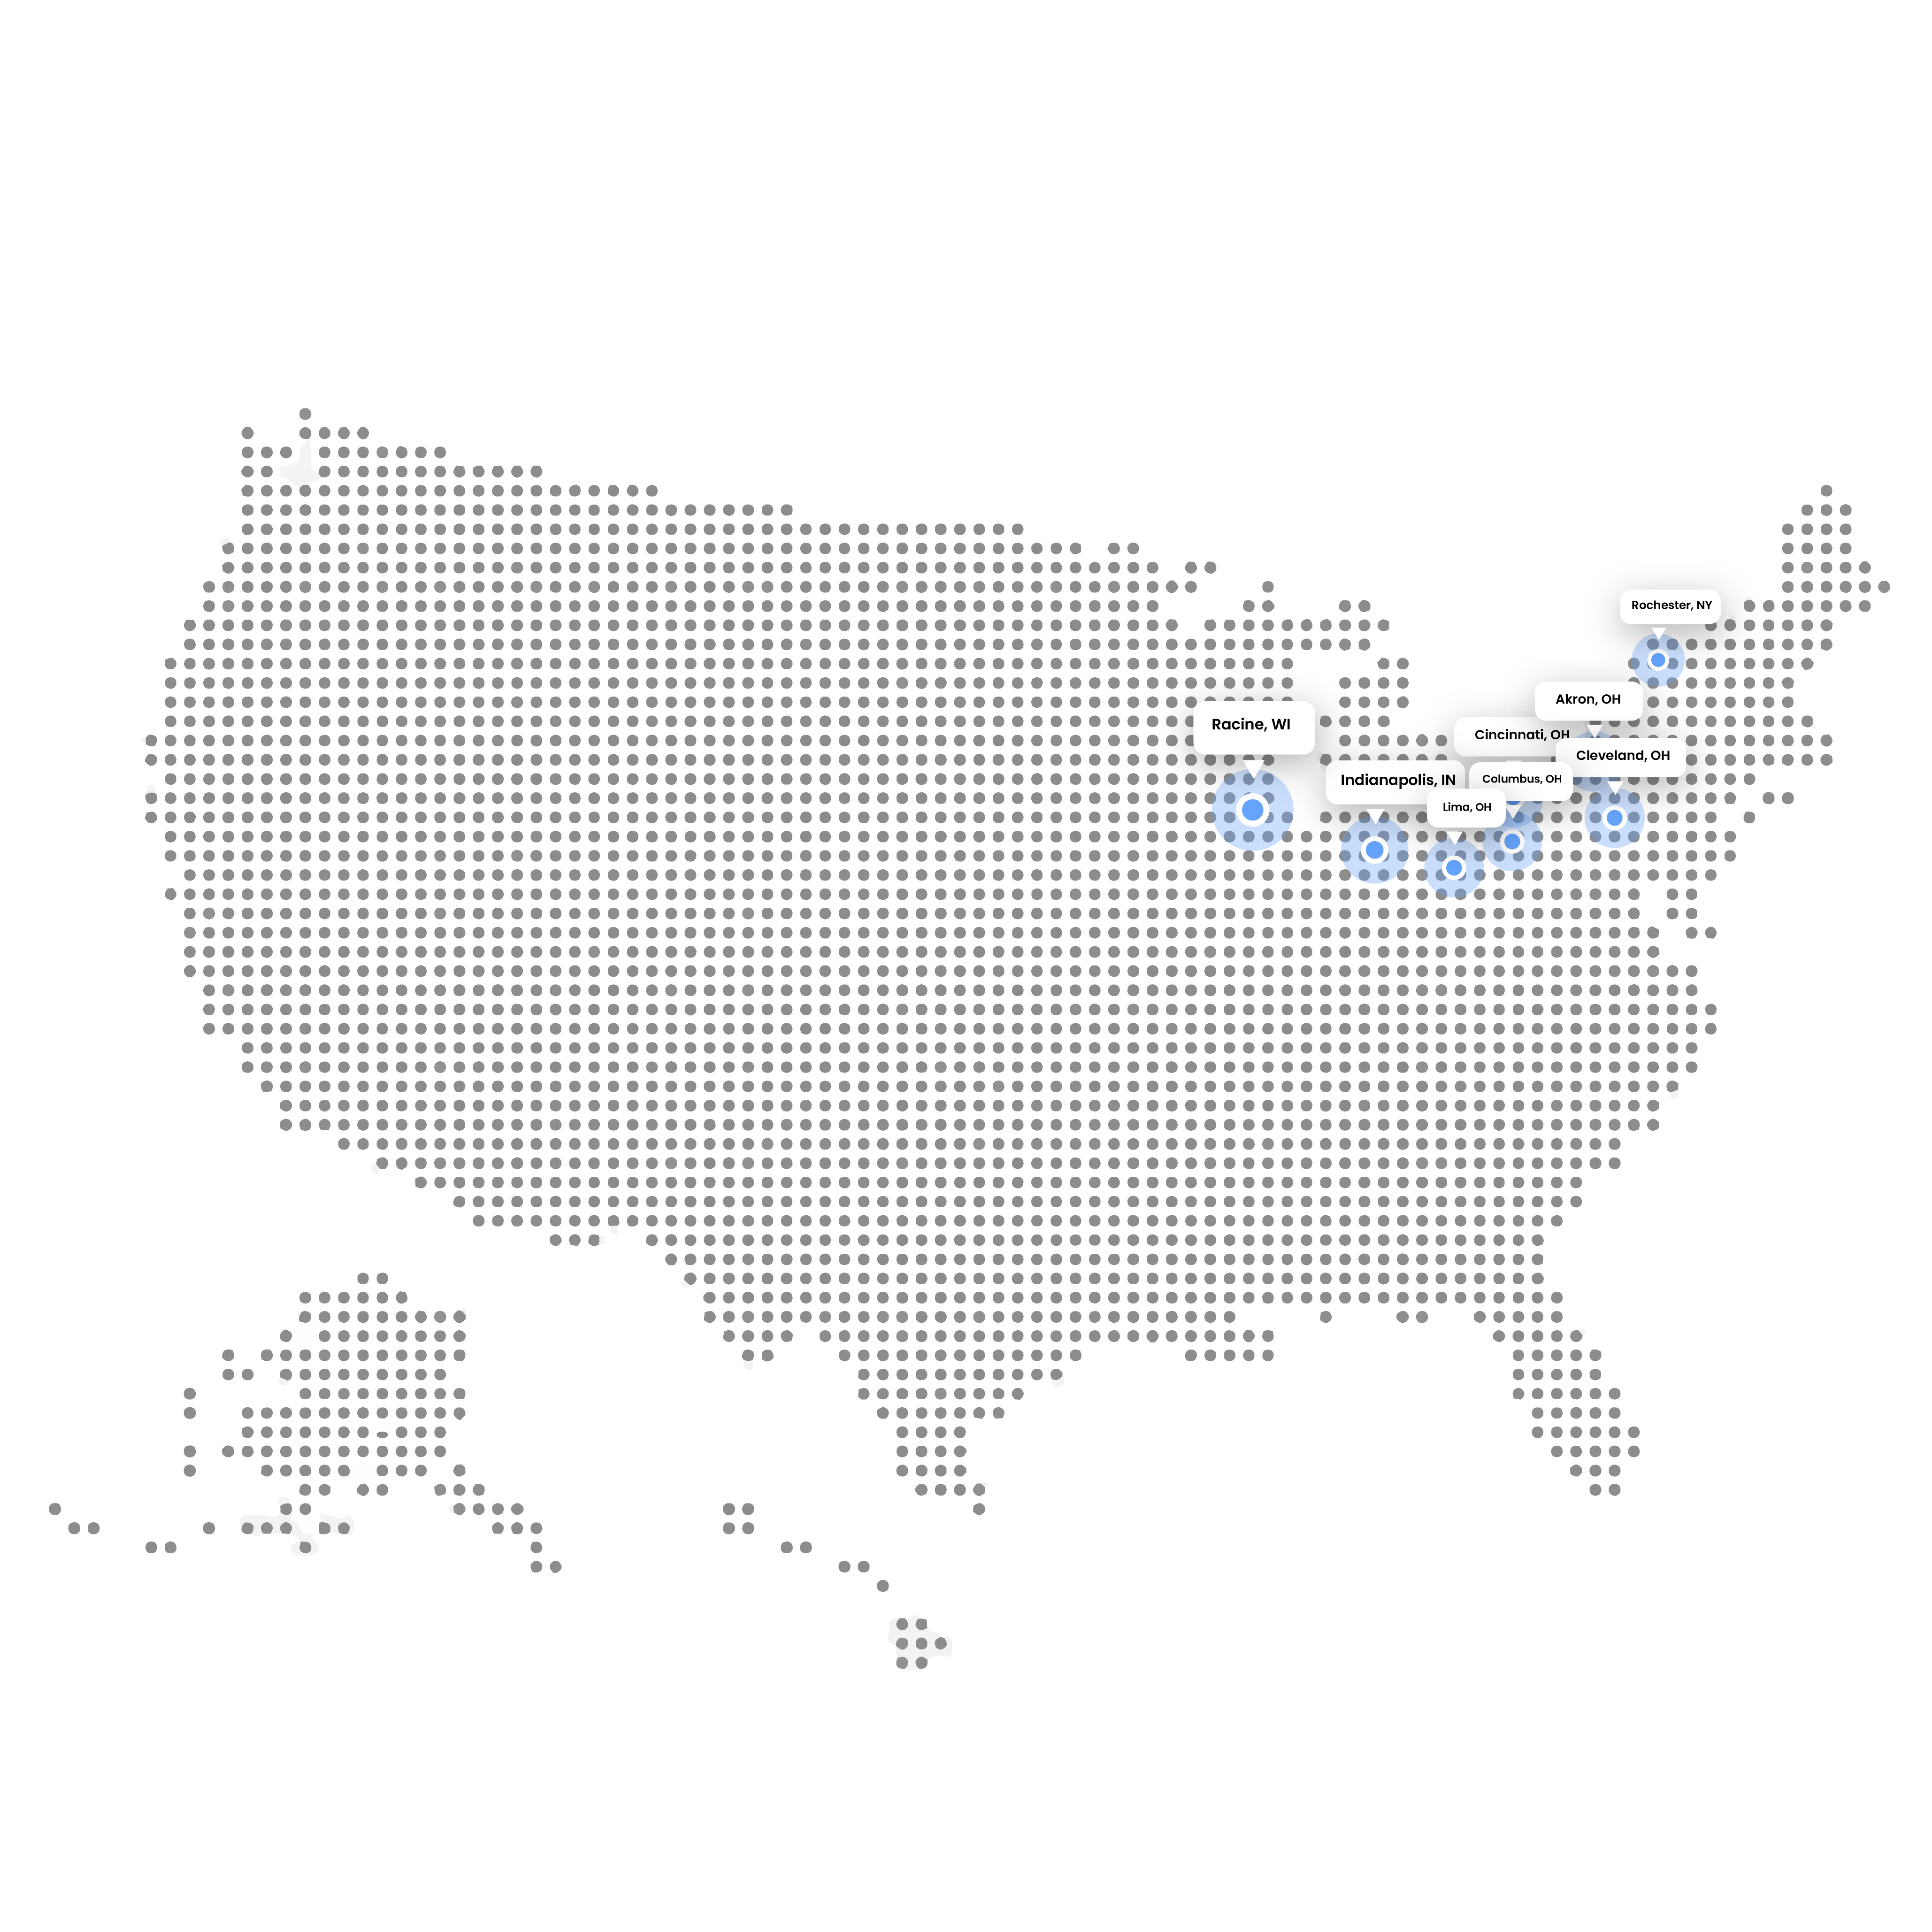 Rochester, NY
Akron, OH
Racine, WI
Cincinnati, OH
Cleveland, OH
Indianapolis, IN
Columbus, OH
Lima, OH